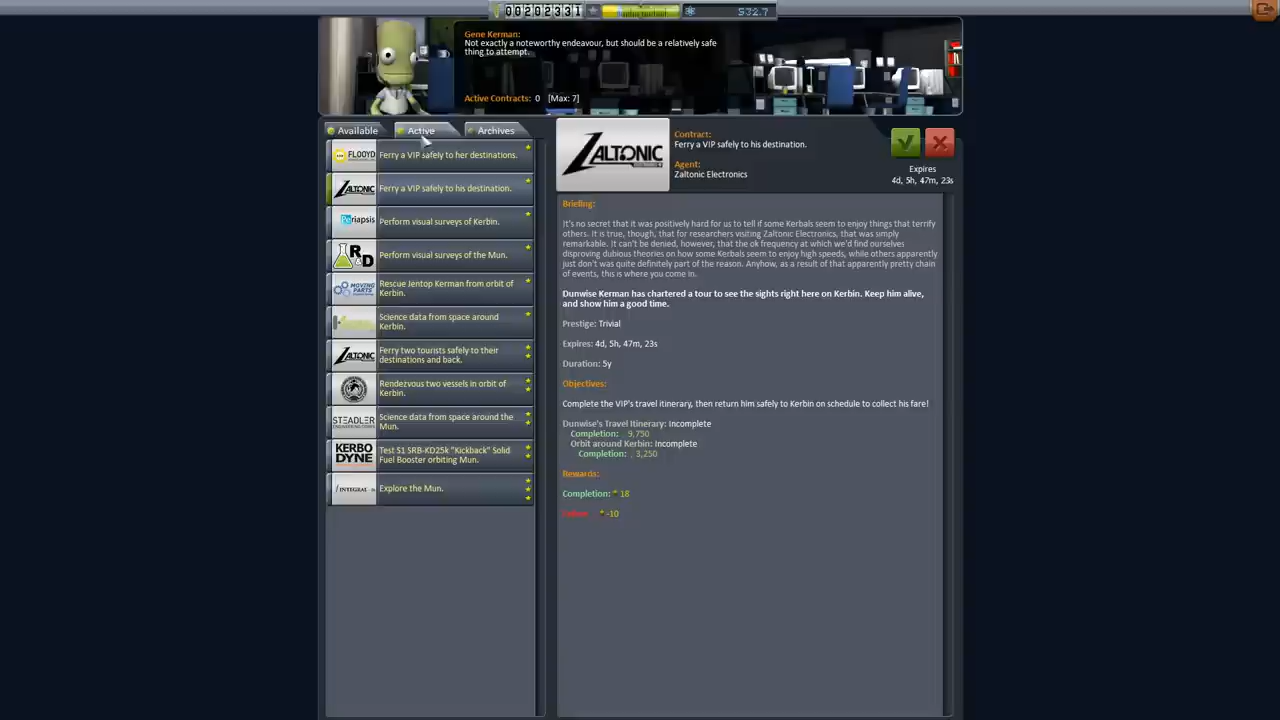 00202331
532.7
Gene Kerman:
Not exactly a noteworthy endeavour, but should be a relatively safe
thing to attempt.
Active Contracts: 0 [Max: 7]
Available
Active
Archives
FLOOYD
Ferry a VIP safely to her destinations.
ZALTONIC
Ferry a VIP safely to his destination.
Periapsis
Perform visual surveys of Kerbin.
R&D
Perform visual surveys of the Mun.
MOVING PARTS
Rescue Jentop Kerman from orbit of
Kerbin.
Science data from space around
Kerbin.
ZALTONIC
Ferry two tourists safely to their
destinations and back.
Rendezvous two vessels in orbit of
Kerbin.
STEADLER
Science data from space around the
Mun.
KERBO
DYNE
Test S1 SRB-KD25k "Kickback" Solid
Fuel Booster orbiting Mun.
INTEGRAL
Explore the Mun.
ZALTONIC
Contract:
Ferry a VIP safely to his destination.
Agent:
Zaltonic Electronics
Expires
4d, 5h, 47m, 23s
Briefing:
It's no secret that it was positively hard for us to tell if some Kerbals seem to enjoy things that terrify
others. It is true, though, that for researchers visiting Zaltonic Electronics, that was simply
remarkable. It can't be denied, however, that the ok frequency at which we'd find ourselves
disproving dubious theories on how some Kerbals seem to enjoy high speeds, while others apparently
just don't was quite definitely part of the reason. Anyhow, as a result of that apparently pretty chain
of events, this is where you come in.
Dunwise Kerman has chartered a tour to see the sights right here on Kerbin. Keep him alive,
and show him a good time.
Prestige: Trivial
Expires: 4d, 5h, 47m, 23s
Duration: 5y
Objectives:
Complete the VIP's travel itinerary, then return him safely to Kerbin on schedule to collect his fare!
Dunwise's Travel Itinerary: Incomplete
Completion: 9,750
Orbit around Kerbin: Incomplete
Completion: 3,250
Rewards:
Completion: 18
-10